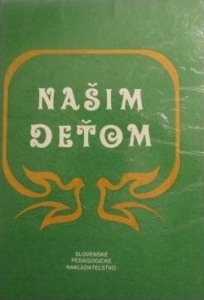 NAŠIM
DEŤOM
SLOVENSKÉ
PEDAGOGICKÉ
NAKLADATEĽSTVO